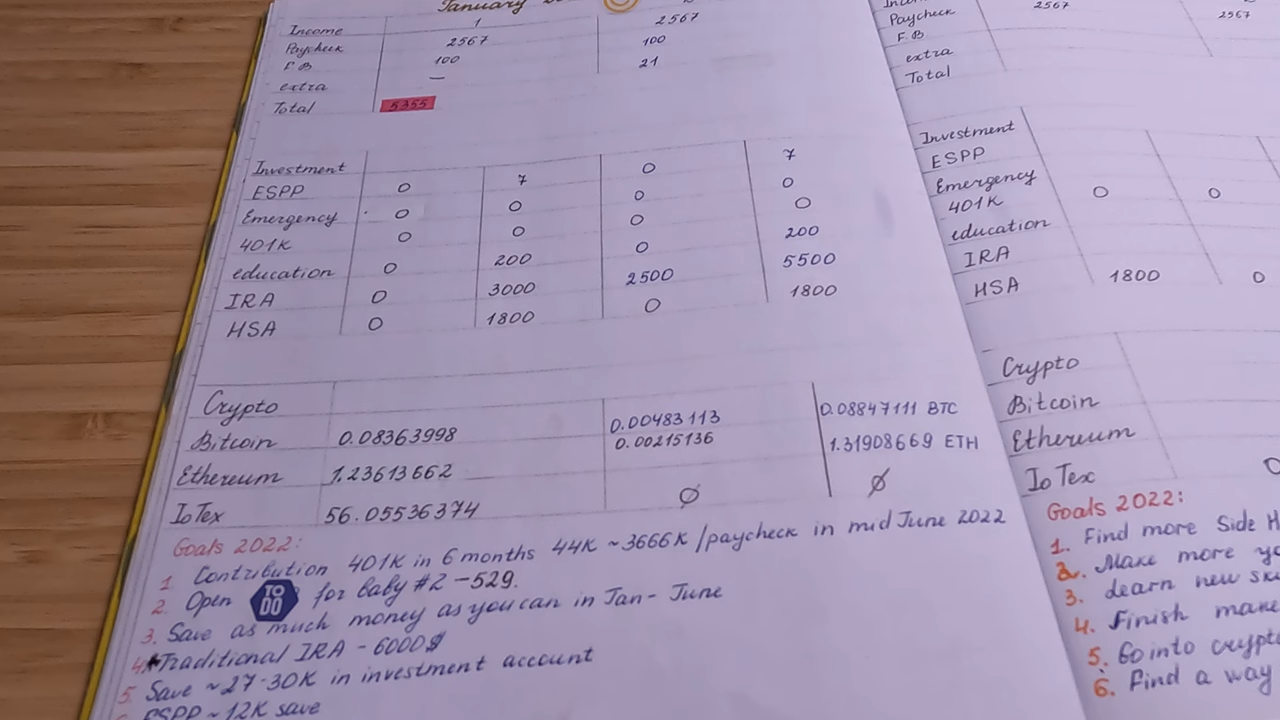 January
1
Income 2567
Paycheck 2567 100
F.B 100 21
extra —
Total 5355
Investment 0 7
ESPP 0 7 0 0
Emergency 0 0 0 0
401K 0 0 0 200
education 0 200 2500 5500
IRA 0 3000 0 1800
HSA 0 1800
Crypto 0.00483113 0.08847111 BTC
Bitcoin 0.08363998 0.00215136 1.31908669 ETH
Ethereum 1.23613662 Ø Ø
IoTex 56.05536374
Goals 2022:
1. Contribution 401K in 6 months 44K ~3666K/paycheck in mid June 2022
2. Open for baby #2 - 529.
TO DO
3. Save as much money as you can in Jan - June
4. Traditional IRA - 6000$
5. Save ~27-30K in investment account
ESPP ~ 12K save
2567
Paycheck 2567
F.B
extra
Total
Investment
ESPP
Emergency 0 0
401K
education
IRA
HSA 1800 0
Crypto
Bitcoin
Ethereum
IoTex
Goals 2022:
1. Find more Side
2. Make more
3. Learn new
4. Finish
5. Go into crypto
6. Find a way